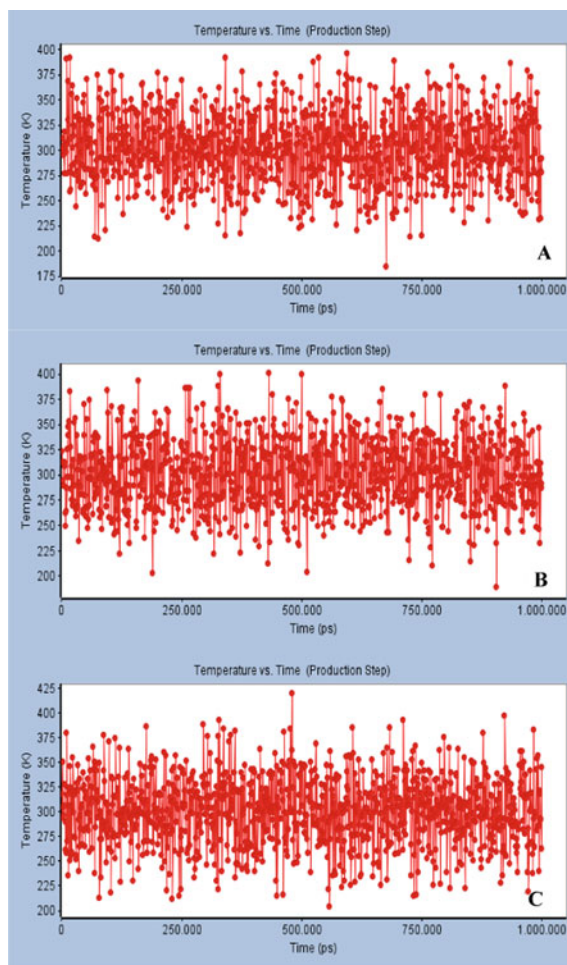 Temperature vs. Time (Production Step)
400
375
350
325
300
275
250
225
200
175
Temperature (K)
0 250.000 500.000 750.000 1.000.000
Time (ps)
A
Temperature vs. Time (Production Step)
400
375
350
325
300
275
250
225
200
Temperature (K)
0 250.000 500.000 750.000 1.000.000
Time (ps)
B
Temperature vs. Time (Production Step)
425
400
375
350
325
300
275
250
225
200
Temperature (K)
0 250.000 500.000 750.000 1.000.000
Time (ps)
C